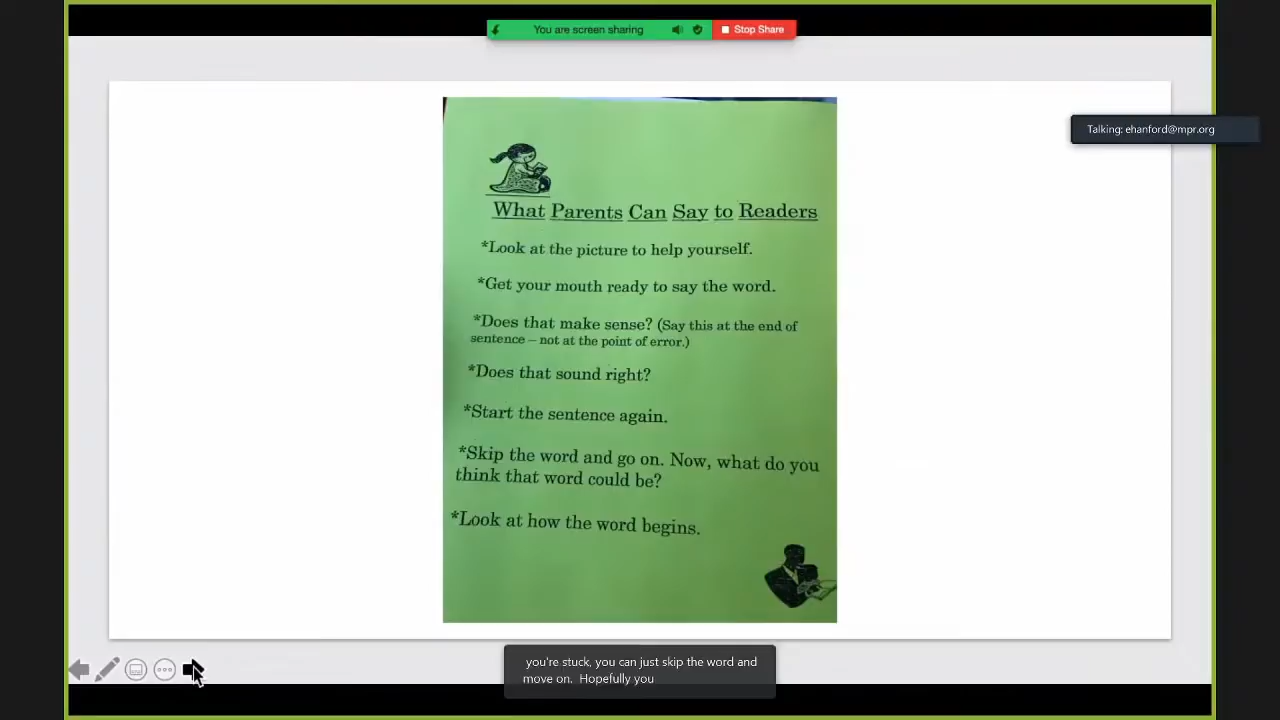 You are screen sharing
Stop Share
Talking: ehanford@mpr.org
What Parents Can Say to Readers
*Look at the picture to help yourself.
*Get your mouth ready to say the word.
*Does that make sense? (Say this at the end of
sentence – not at the point of error.)
*Does that sound right?
*Start the sentence again.
*Skip the word and go on. Now, what do you
think that word could be?
*Look at how the word begins.
you're stuck, you can just skip the word and
move on. Hopefully you